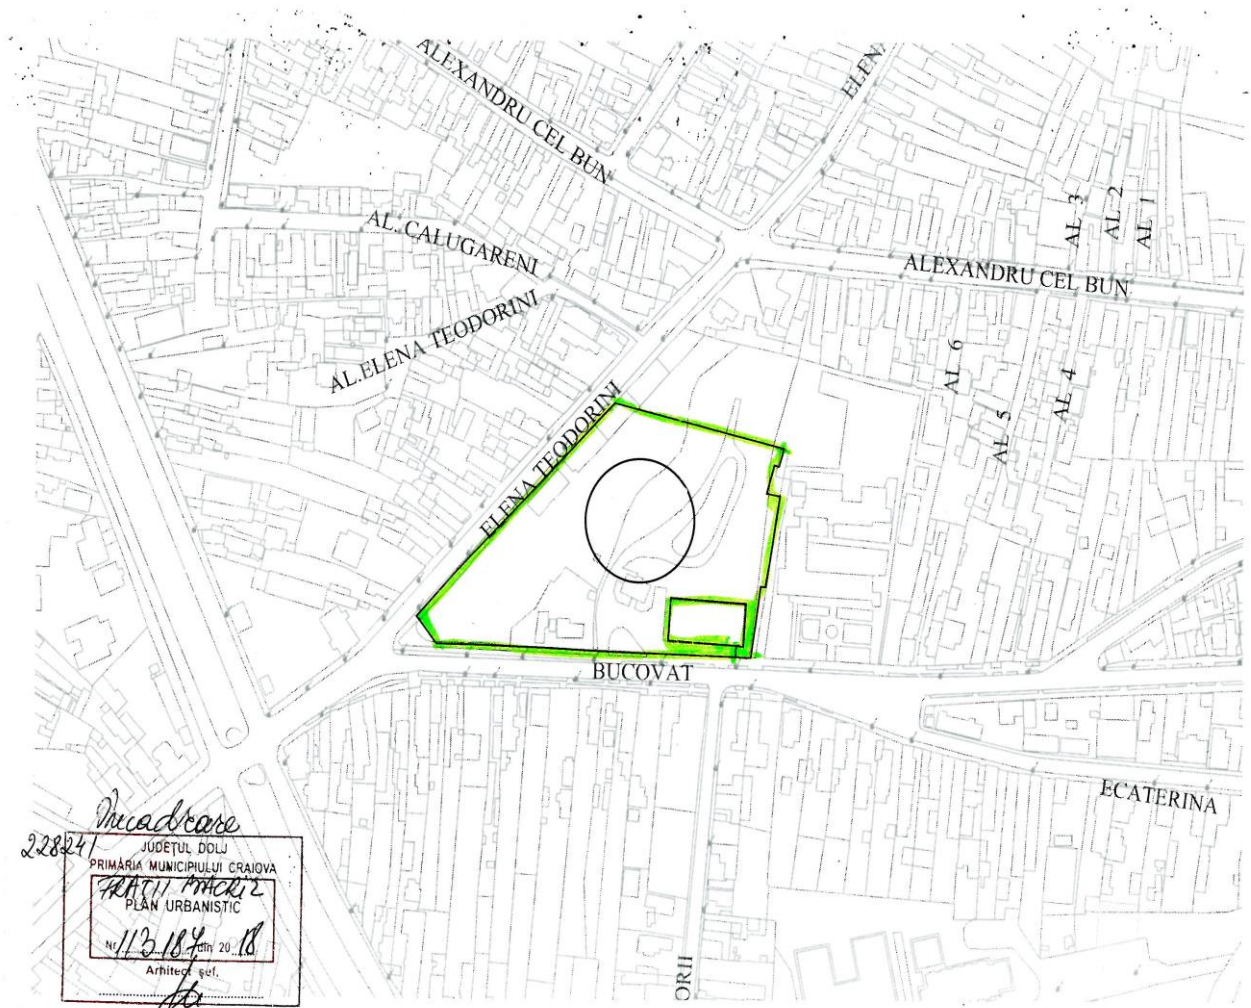 ALEXANDRU CEL BUN
ELENA
AL 3
AL 2
AL 1
AL. CALUGARENI
ALEXANDRU CEL BUN
AL.ELENA TEODORINI
AL 6
AL 4
AL 5
ELENA TEODORINI
BUCOVAT
ECATERINA
228241
JUDEȚUL DOLJ
PRIMĂRIA MUNICIPIULUI CRAIOVA
PLAN URBANISTIC
Nr 113187 din 20 18
Arhitect șef,
ORII